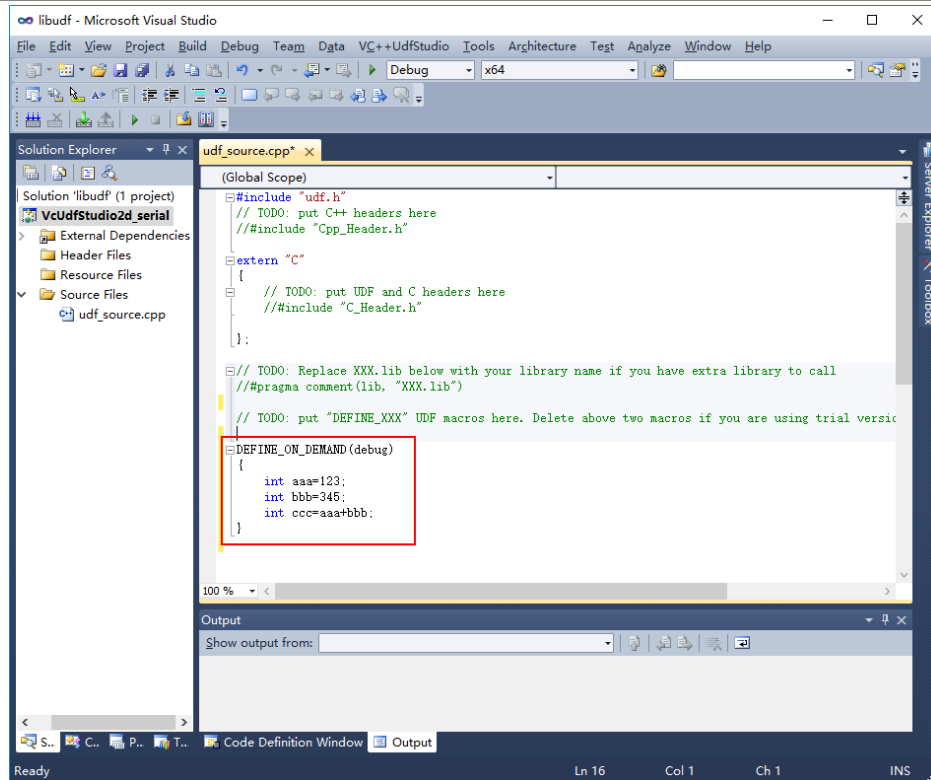 libudf - Microsoft Visual Studio
File Edit View Project Build Debug Team Data VC++UdfStudio Tools Architecture Test Analyze Window Help
Debug x64
Solution Explorer
udf_source.cpp*
(Global Scope)
Solution 'libudf' (1 project)
VcUdfStudio2d_serial
External Dependencies
Header Files
Resource Files
Source Files
udf_source.cpp
#include "udf.h"
// TODO: put C++ headers here
//#include "Cpp_Header.h"
extern "C"
{
// TODO: put UDF and C headers here
//#include "C_Header.h"
};
// TODO: Replace XXX.lib below with your library name if you have extra library to call
//#pragma comment(lib, "XXX.lib")
// TODO: put "DEFINE_XXX" UDF macros here. Delete above two macros if you are using trial versio
DEFINE_ON_DEMAND(debug)
{
int aaa=123;
int bbb=345;
int ccc=aaa+bbb;
}
100 %
Output
Show output from:
S... C... P... T...
Code Definition Window Output
Ready Ln 16 Col 1 Ch 1 INS
Server Explorer
Toolbox